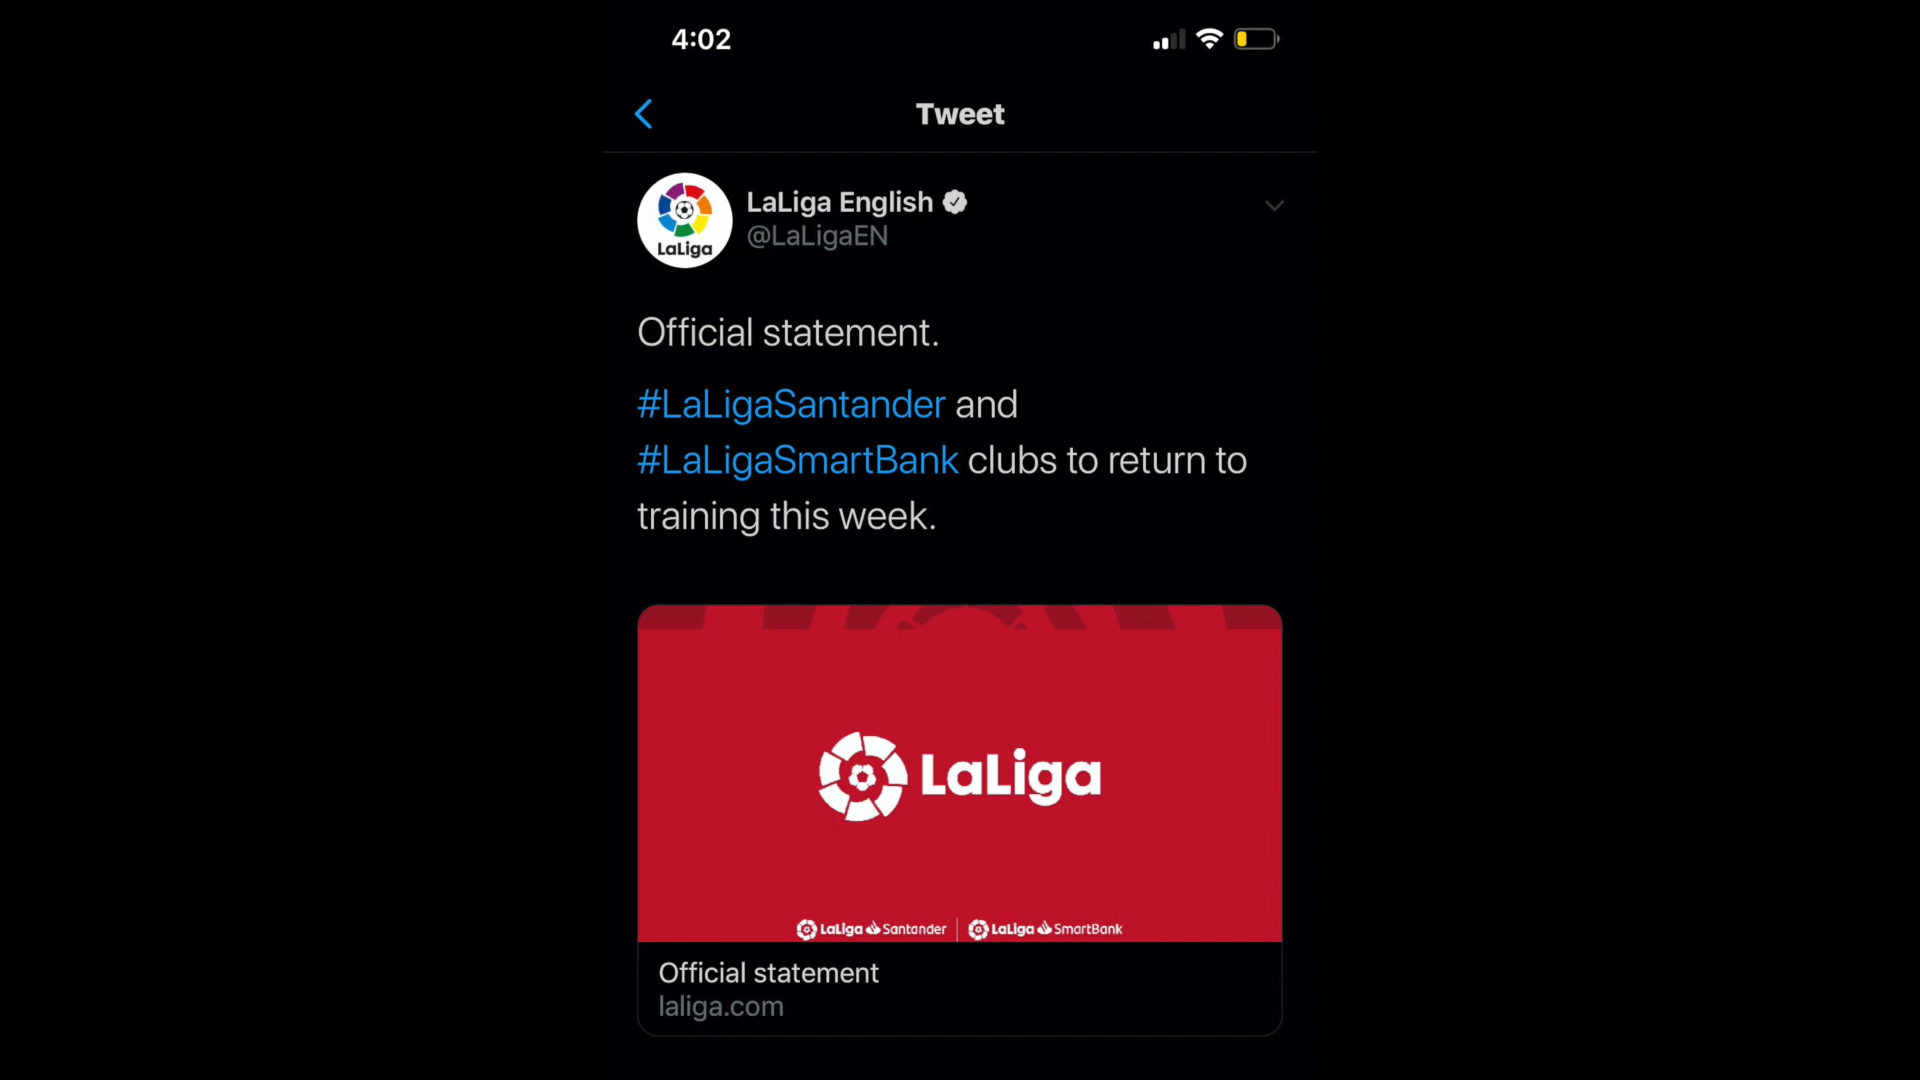 4:02
Tweet
LaLiga English
@LaLigaEN
LaLiga
Official statement.
#LaLigaSantander and
#LaLigaSmartBank clubs to return to
training this week.
LaLiga
LaLiga Santander | LaLiga SmartBank
Official statement
laliga.com